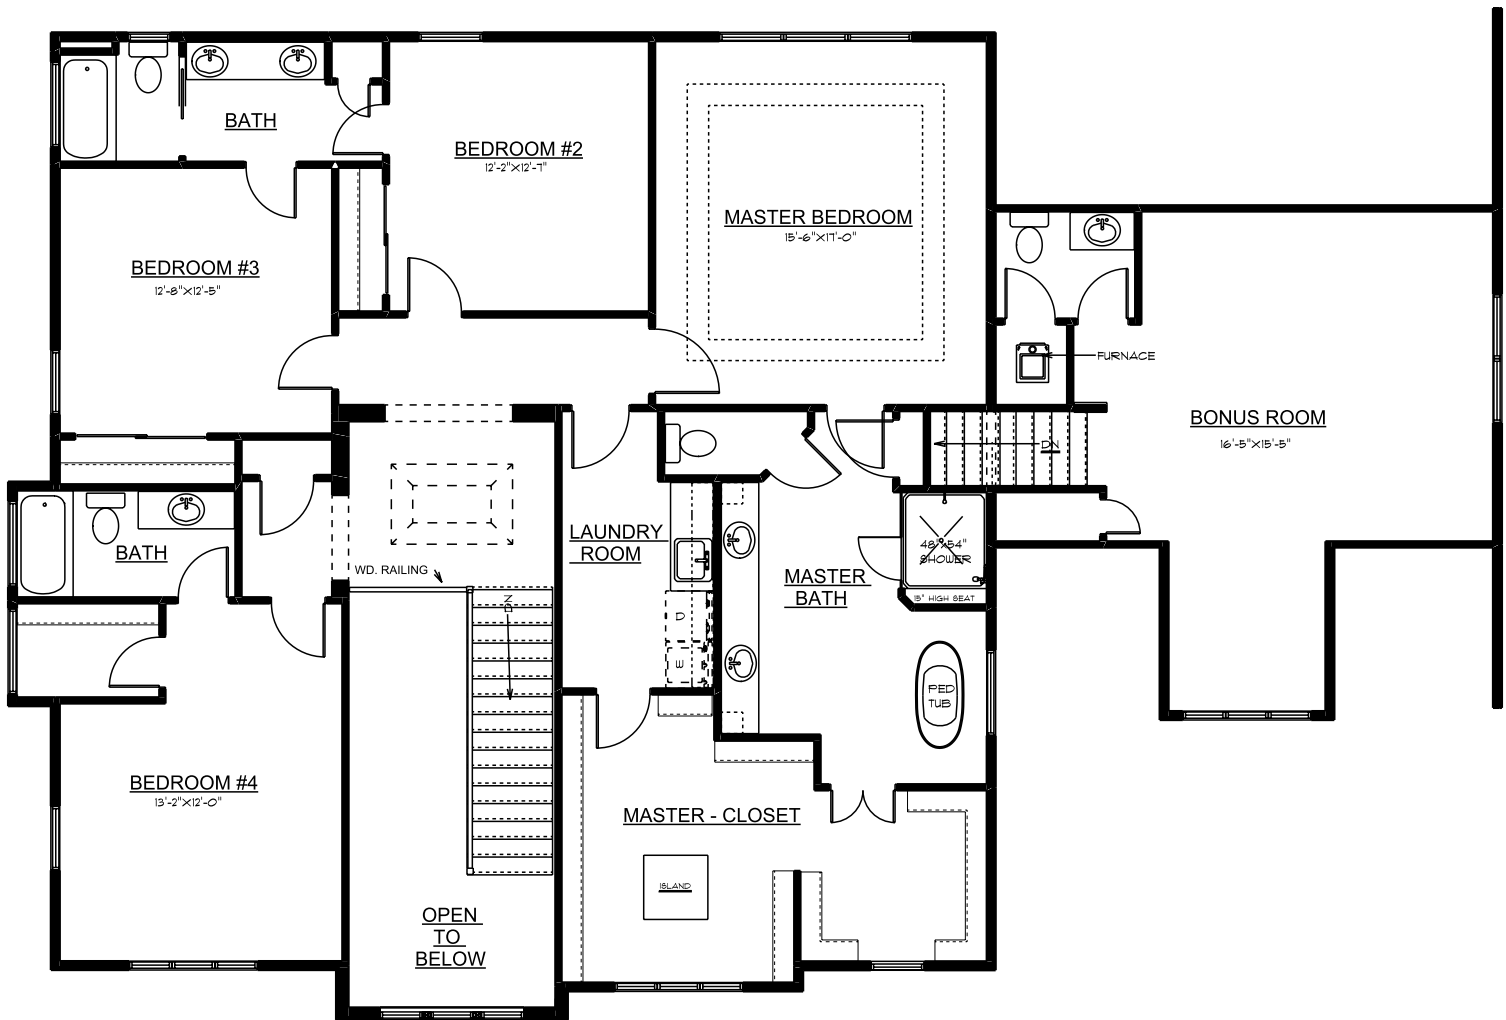 BATH
BEDROOM #2
12'-2"X12'-7"
MASTER BEDROOM
15'-6"X17'-0"
BEDROOM #3
12'-8"X12'-5"
FURNACE
BONUS ROOM
16'-5"X15'-5"
DN
BATH
WD. RAILING
DN
LAUNDRY
ROOM
D
W
48"X54"
SHOWER
15" HIGH SEAT
MASTER
BATH
PED
TUB
BEDROOM #4
13'-2"X12'-0"
MASTER - CLOSET
ISLAND
OPEN
TO
BELOW